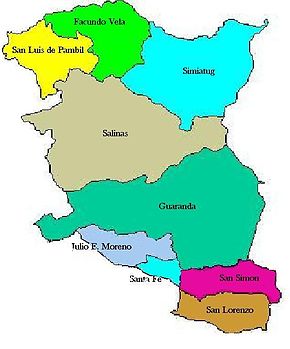 Facundo Vela
San Luis de Pambil
Simiatug
Salinas
Guaranda
Julio E. Moreno
Santa Fe
San Simon
San Lorenzo